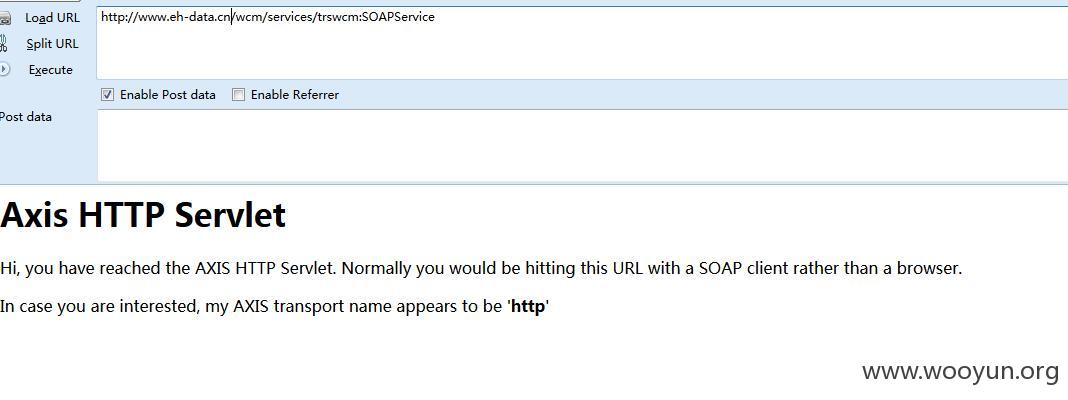 Load URL
http://www.eh-data.cn/wcm/services/trswcm:SOAPService
Split URL
Execute
Enable Post data Enable Referrer
Post data
Axis HTTP Servlet
Hi, you have reached the AXIS HTTP Servlet. Normally you would be hitting this URL with a SOAP client rather than a browser.
In case you are interested, my AXIS transport name appears to be 'http'
www.wooyun.org